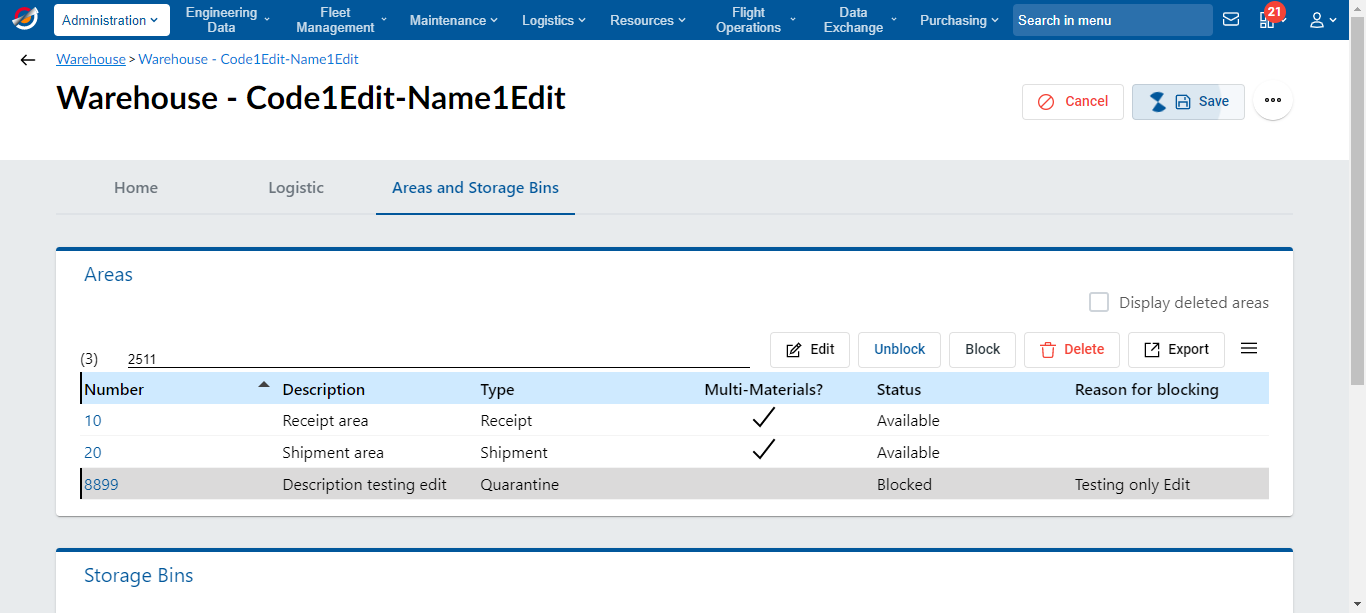 Administration
Engineering Data
Fleet Management
Maintenance
Logistics
Resources
Flight Operations
Data Exchange
Purchasing
Search in menu
21
Warehouse > Warehouse - Code1Edit-Name1Edit
Warehouse - Code1Edit-Name1Edit
Cancel
Save
Home
Logistic
Areas and Storage Bins
Areas
Display deleted areas
(3)
2511
Edit
Unblock
Block
Delete
Export
Number Description Type Multi-Materials? Status Reason for blocking
10 Receipt area Receipt Available
20 Shipment area Shipment Available
8899 Description testing edit Quarantine Blocked Testing only Edit
Storage Bins